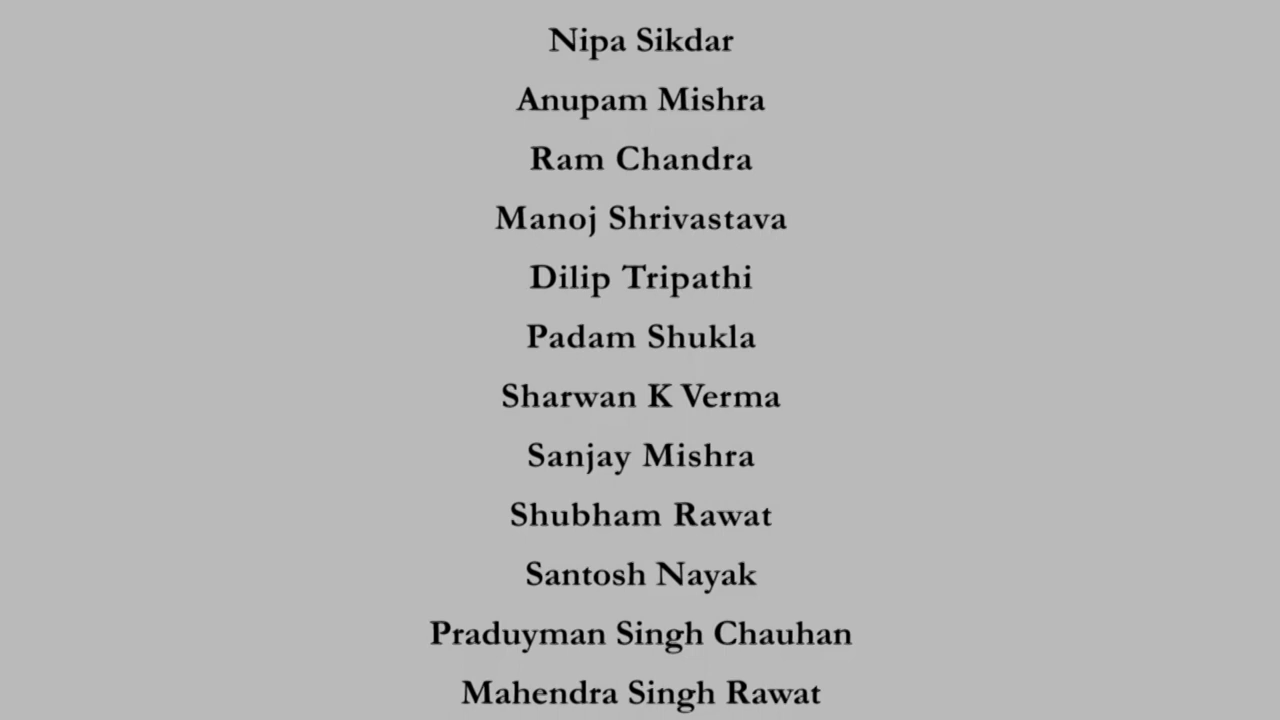 Nipa Sikdar
Anupam Mishra
Ram Chandra
Manoj Shrivastava
Dilip Tripathi
Padam Shukla
Sharwan K Verma
Sanjay Mishra
Shubham Rawat
Santosh Nayak
Praduyman Singh Chauhan
Mahendra Singh Rawat